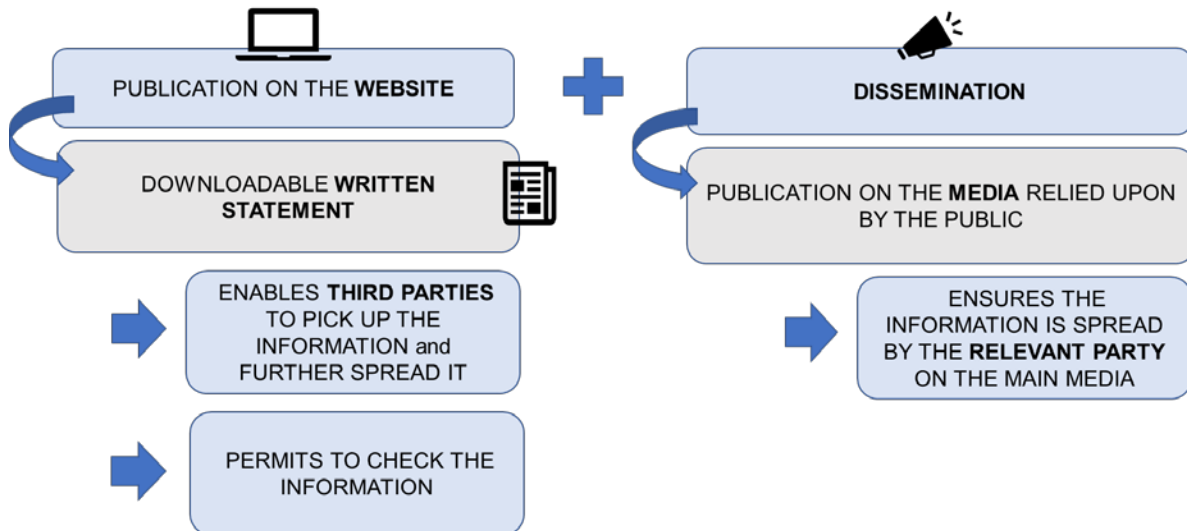 PUBLICATION ON THE WEBSITE
DOWNLOADABLE WRITTEN
STATEMENT
ENABLES THIRD PARTIES
TO PICK UP THE
INFORMATION and
FURTHER SPREAD IT
PERMITS TO CHECK THE
INFORMATION
DISSEMINATION
PUBLICATION ON THE MEDIA RELIED UPON
BY THE PUBLIC
ENSURES THE
INFORMATION IS SPREAD
BY THE RELEVANT PARTY
ON THE MAIN MEDIA